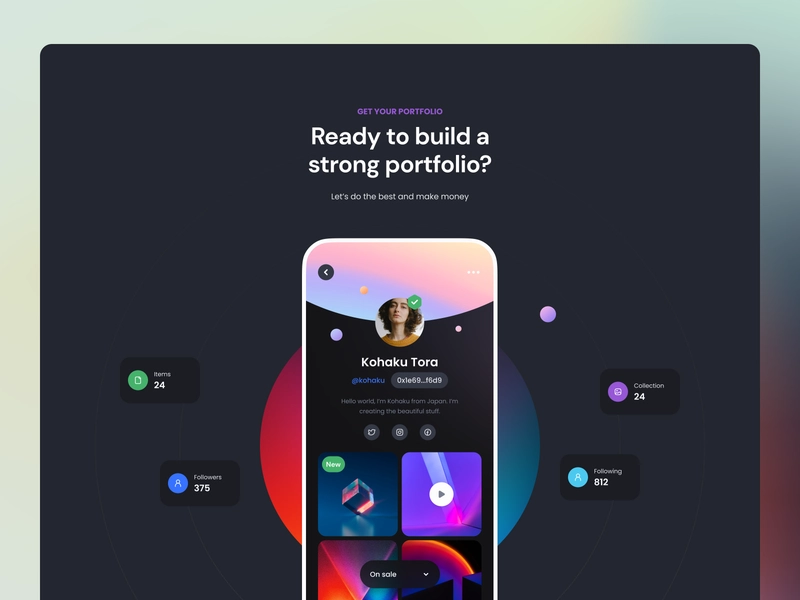 GET YOUR PORTFOLIO
Ready to build a
strong portfolio?
Let's do the best and make money
Kohaku Tora
@kohaku 0x1e69...f6d9
Hello world, I'm Kohaku from Japan. I'm
creating the beautiful stuff.
Items
24
Followers
375
Collection
24
Following
812
New
On sale